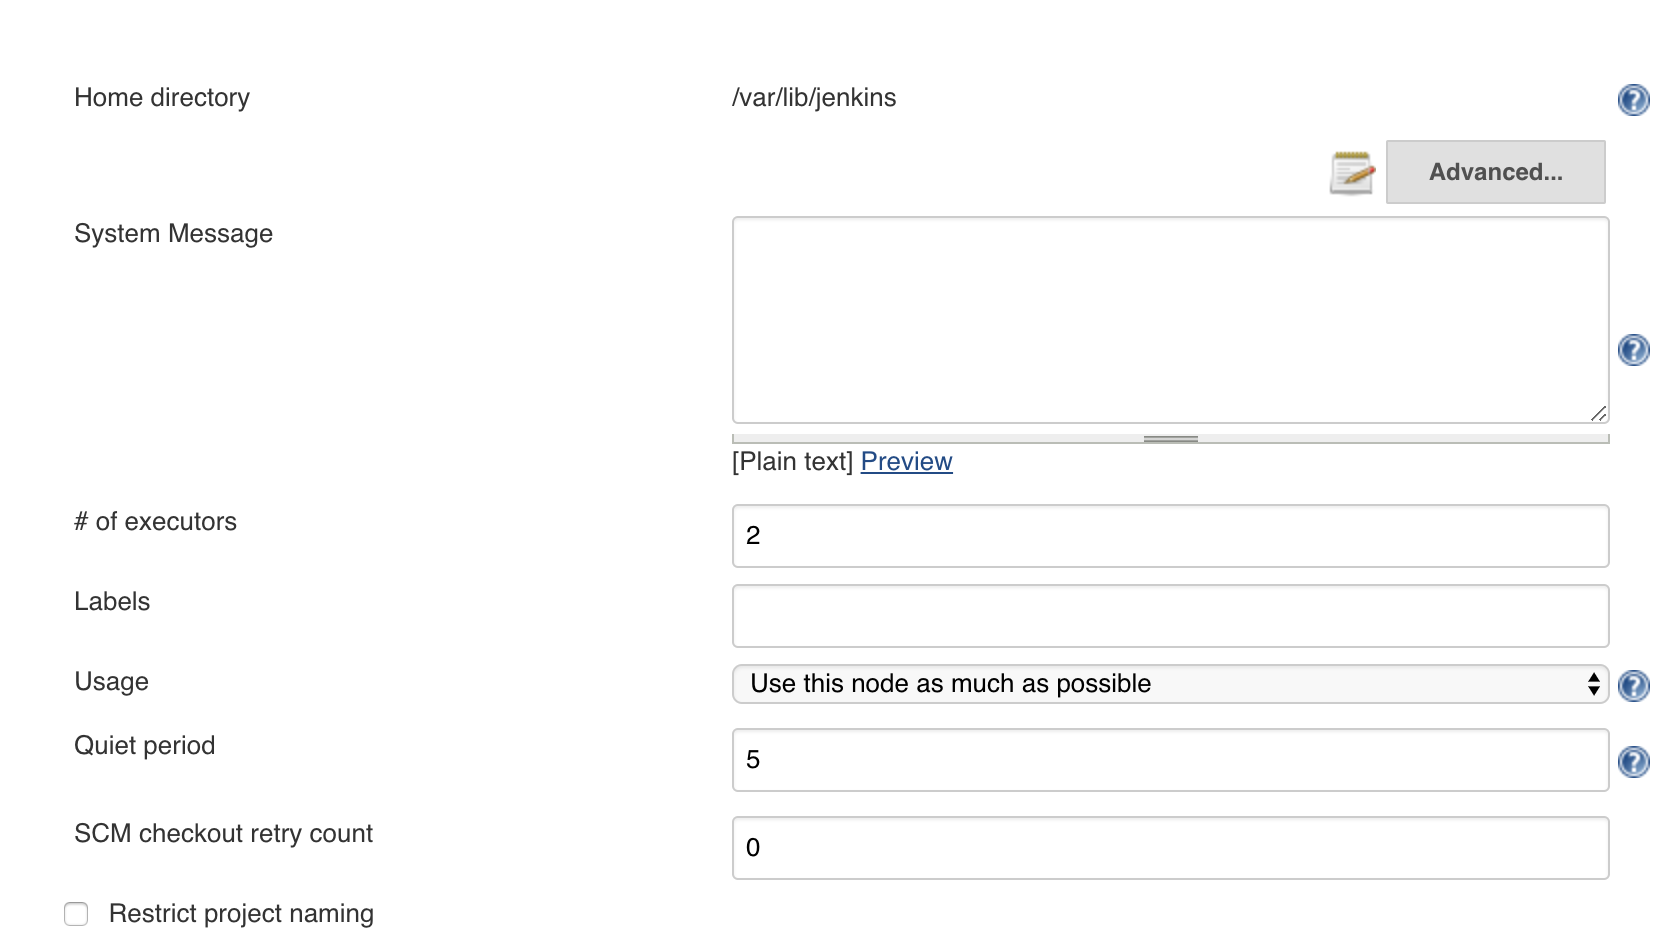 Home directory /var/lib/jenkins
Advanced...
System Message
[Plain text] Preview
# of executors 2
Labels
Usage Use this node as much as possible
Quiet period 5
SCM checkout retry count 0
Restrict project naming